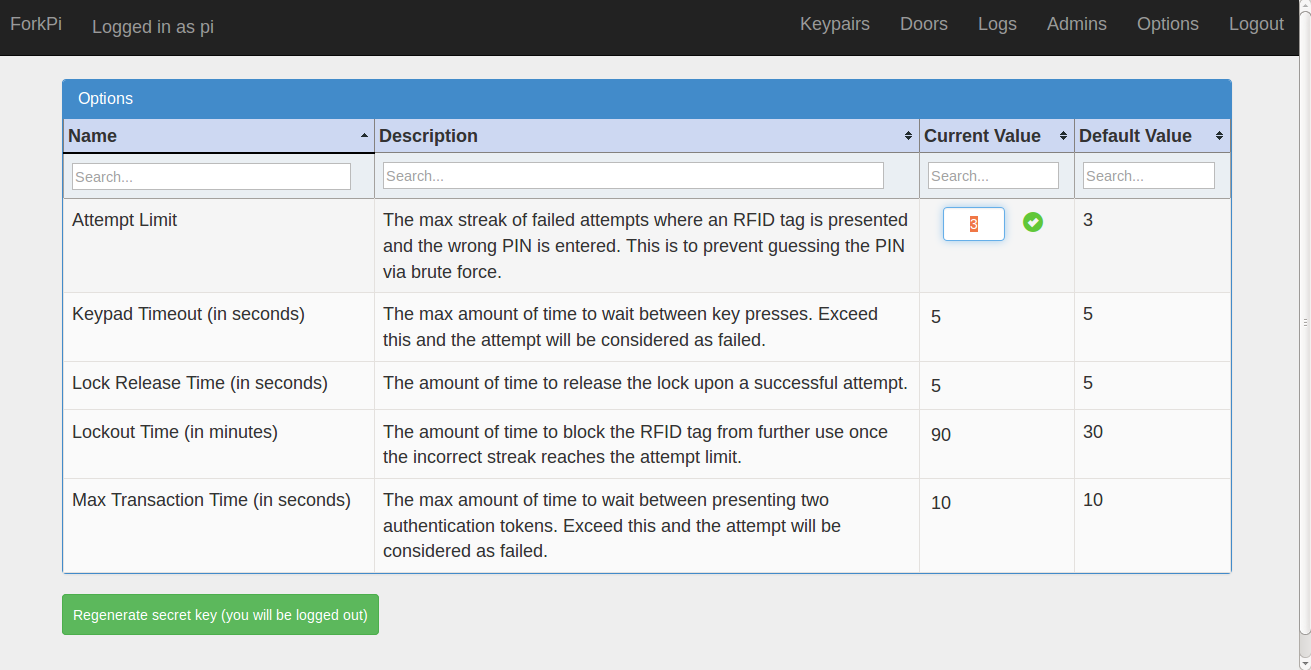 ForkPi Logged in as pi Keypairs Doors Logs Admins Options Logout
Options
Name Description Current Value Default Value
Search... Search... Search... Search...
Attempt Limit
The max streak of failed attempts where an RFID tag is presented
and the wrong PIN is entered. This is to prevent guessing the PIN
via brute force.
3
3
Keypad Timeout (in seconds)
The max amount of time to wait between key presses. Exceed
this and the attempt will be considered as failed.
5
5
Lock Release Time (in seconds)
The amount of time to release the lock upon a successful attempt.
5
5
Lockout Time (in minutes)
The amount of time to block the RFID tag from further use once
the incorrect streak reaches the attempt limit.
90
30
Max Transaction Time (in seconds)
The max amount of time to wait between presenting two
authentication tokens. Exceed this and the attempt will be
considered as failed.
10
10
Regenerate secret key (you will be logged out)